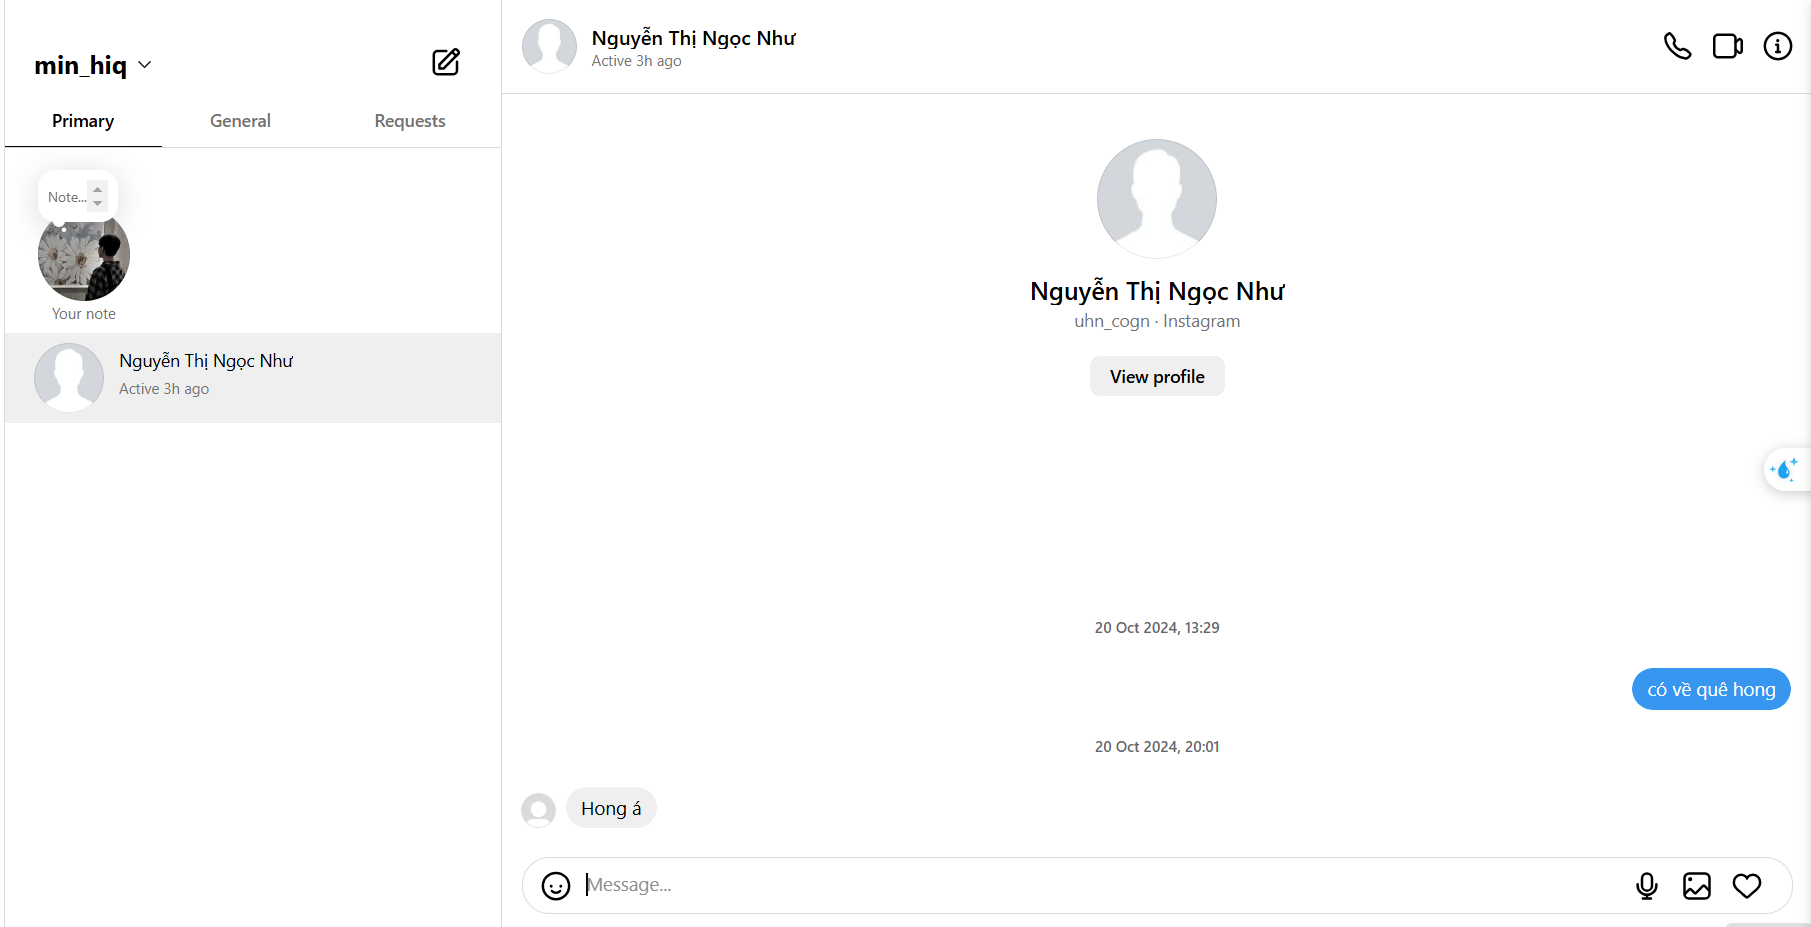 min_hiq
Primary
General
Requests
Note...
Your note
Nguyễn Thị Ngọc Như
Active 3h ago
Nguyễn Thị Ngọc Như
Active 3h ago
Nguyễn Thị Ngọc Như
uhn_cogn · Instagram
View profile
20 Oct 2024, 13:29
có về quê hong
20 Oct 2024, 20:01
Hong á
Message...